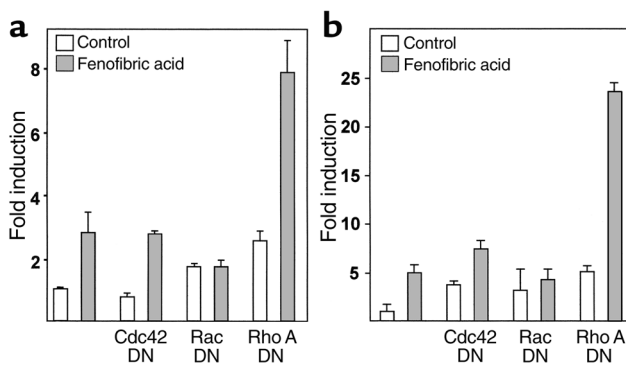 a
Control
Fenofibric acid
Fold induction
8
6
4
2
Cdc42
DN
Rac
DN
Rho A
DN
b
Control
Fenofibric acid
Fold induction
25
20
15
10
5
Cdc42
DN
Rac
DN
Rho A
DN